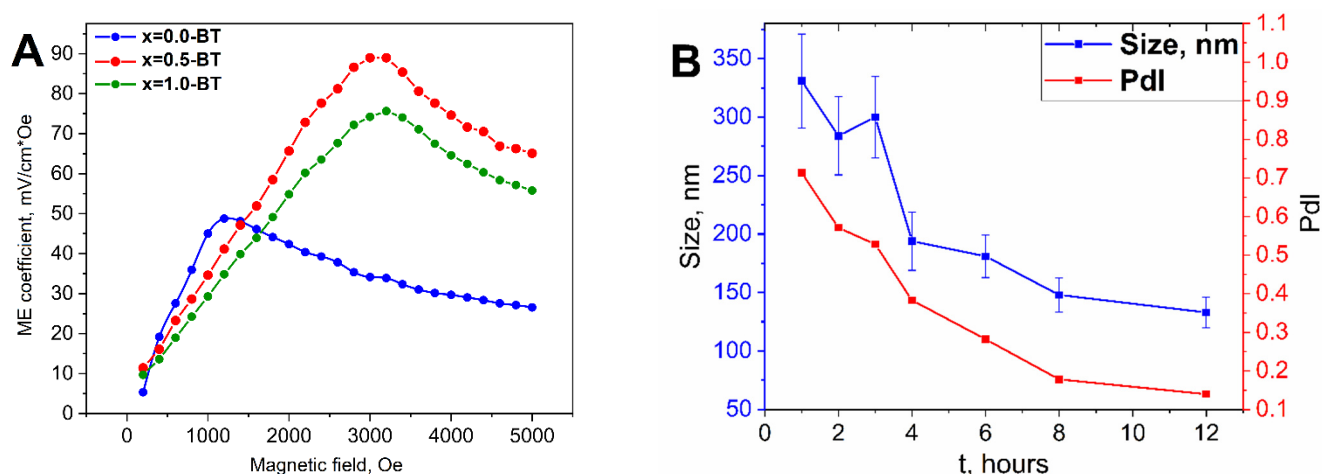 A
x=0.0-BT
x=0.5-BT
x=1.0-BT
ME coefficient, mV/cm*Oe
90
80
70
60
50
40
30
20
10
0
0 1000 2000 3000 4000 5000
Magnetic field, Oe
B
Size, nm
PdI
Size, nm
350
300
250
200
150
100
50
0 2 4 6 8 10 12
t, hours
1.1
1.0
0.9
0.8
0.7
0.6
0.5
0.4
0.3
0.2
0.1
PdI